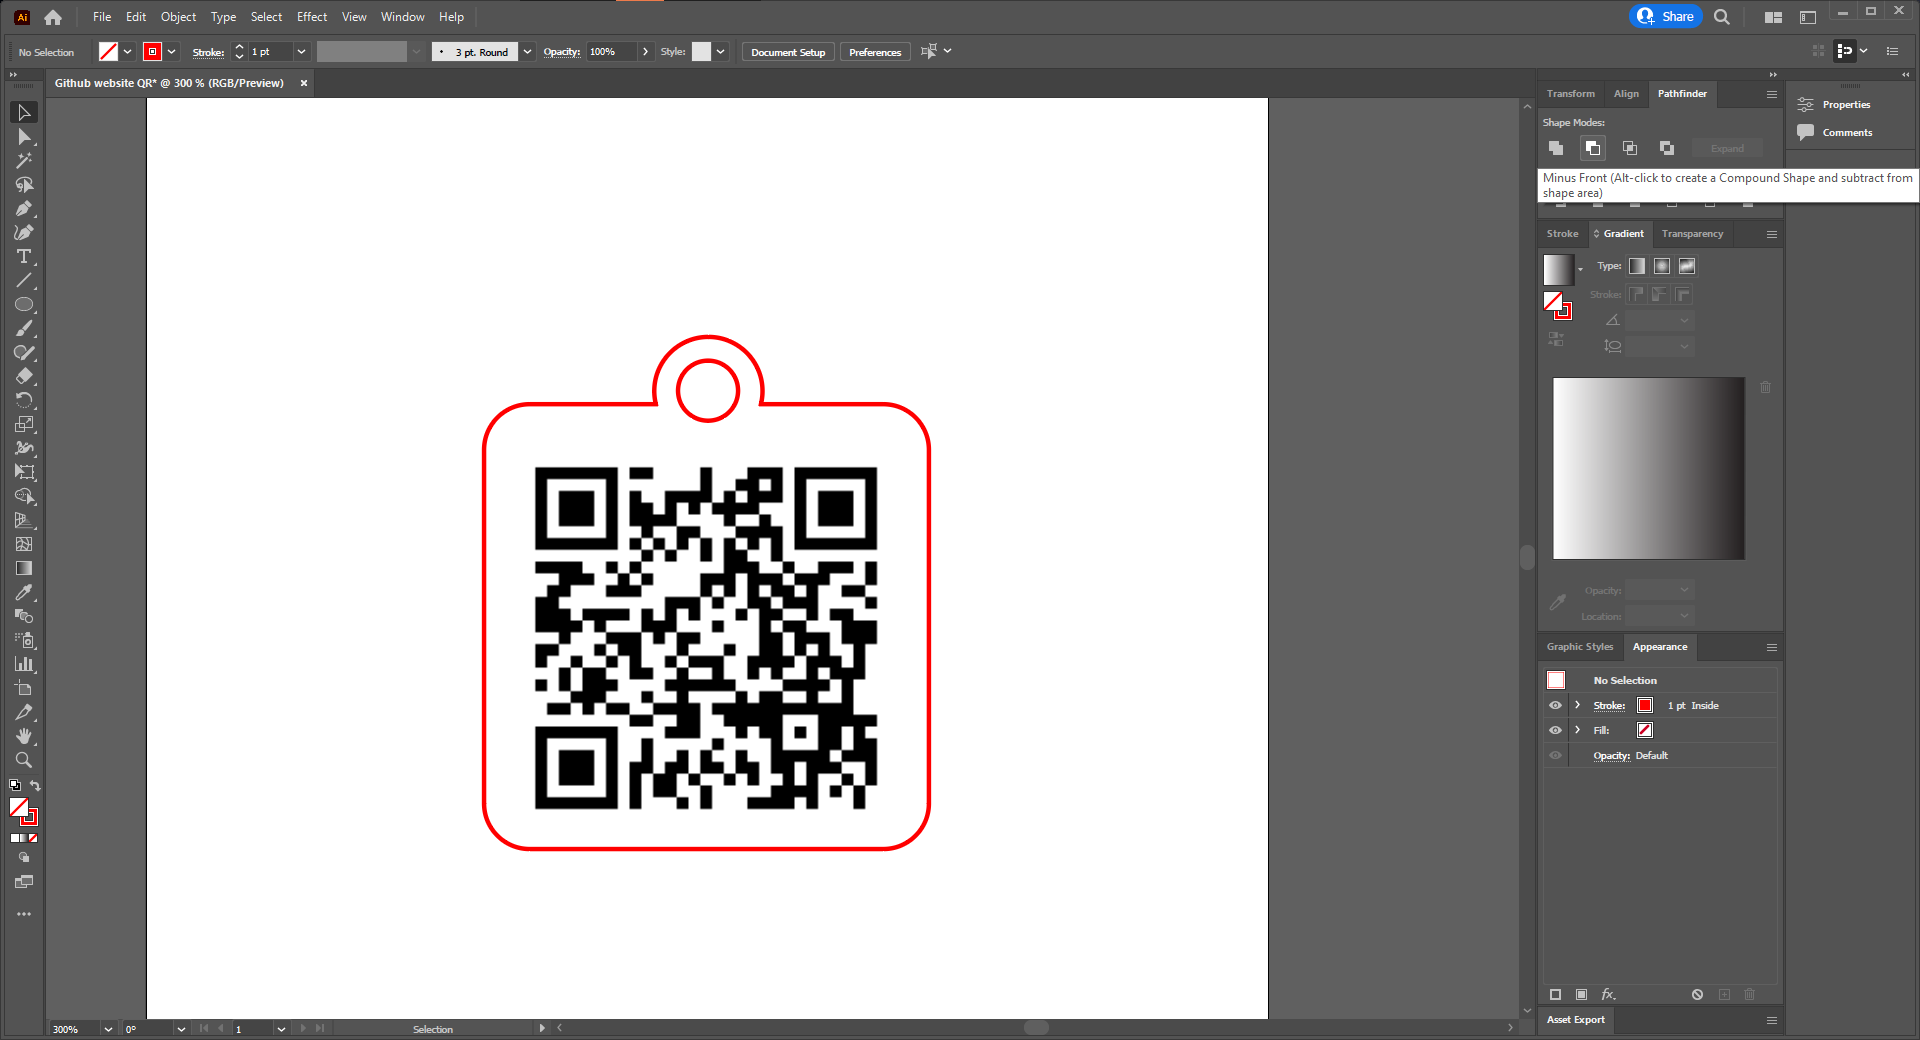 Ai File Edit Object Type Select Effect View Window Help Share
No Selection Stroke: 1 pt 3 pt. Round Opacity: 100% Style: Document Setup Preferences
Github website QR* @ 300 % (RGB/Preview) ×
Transform Align Pathfinder
Properties
Shape Modes:
Comments
Expand
Minus Front (Alt-click to create a Compound Shape and subtract from
shape area)
Stroke Gradient Transparency
Type:
Stroke:
Opacity:
Location:
Graphic Styles Appearance
No Selection
Stroke: 1 pt Inside
Fill:
Opacity: Default
fx.
Asset Export
300% 0° 1 Selection